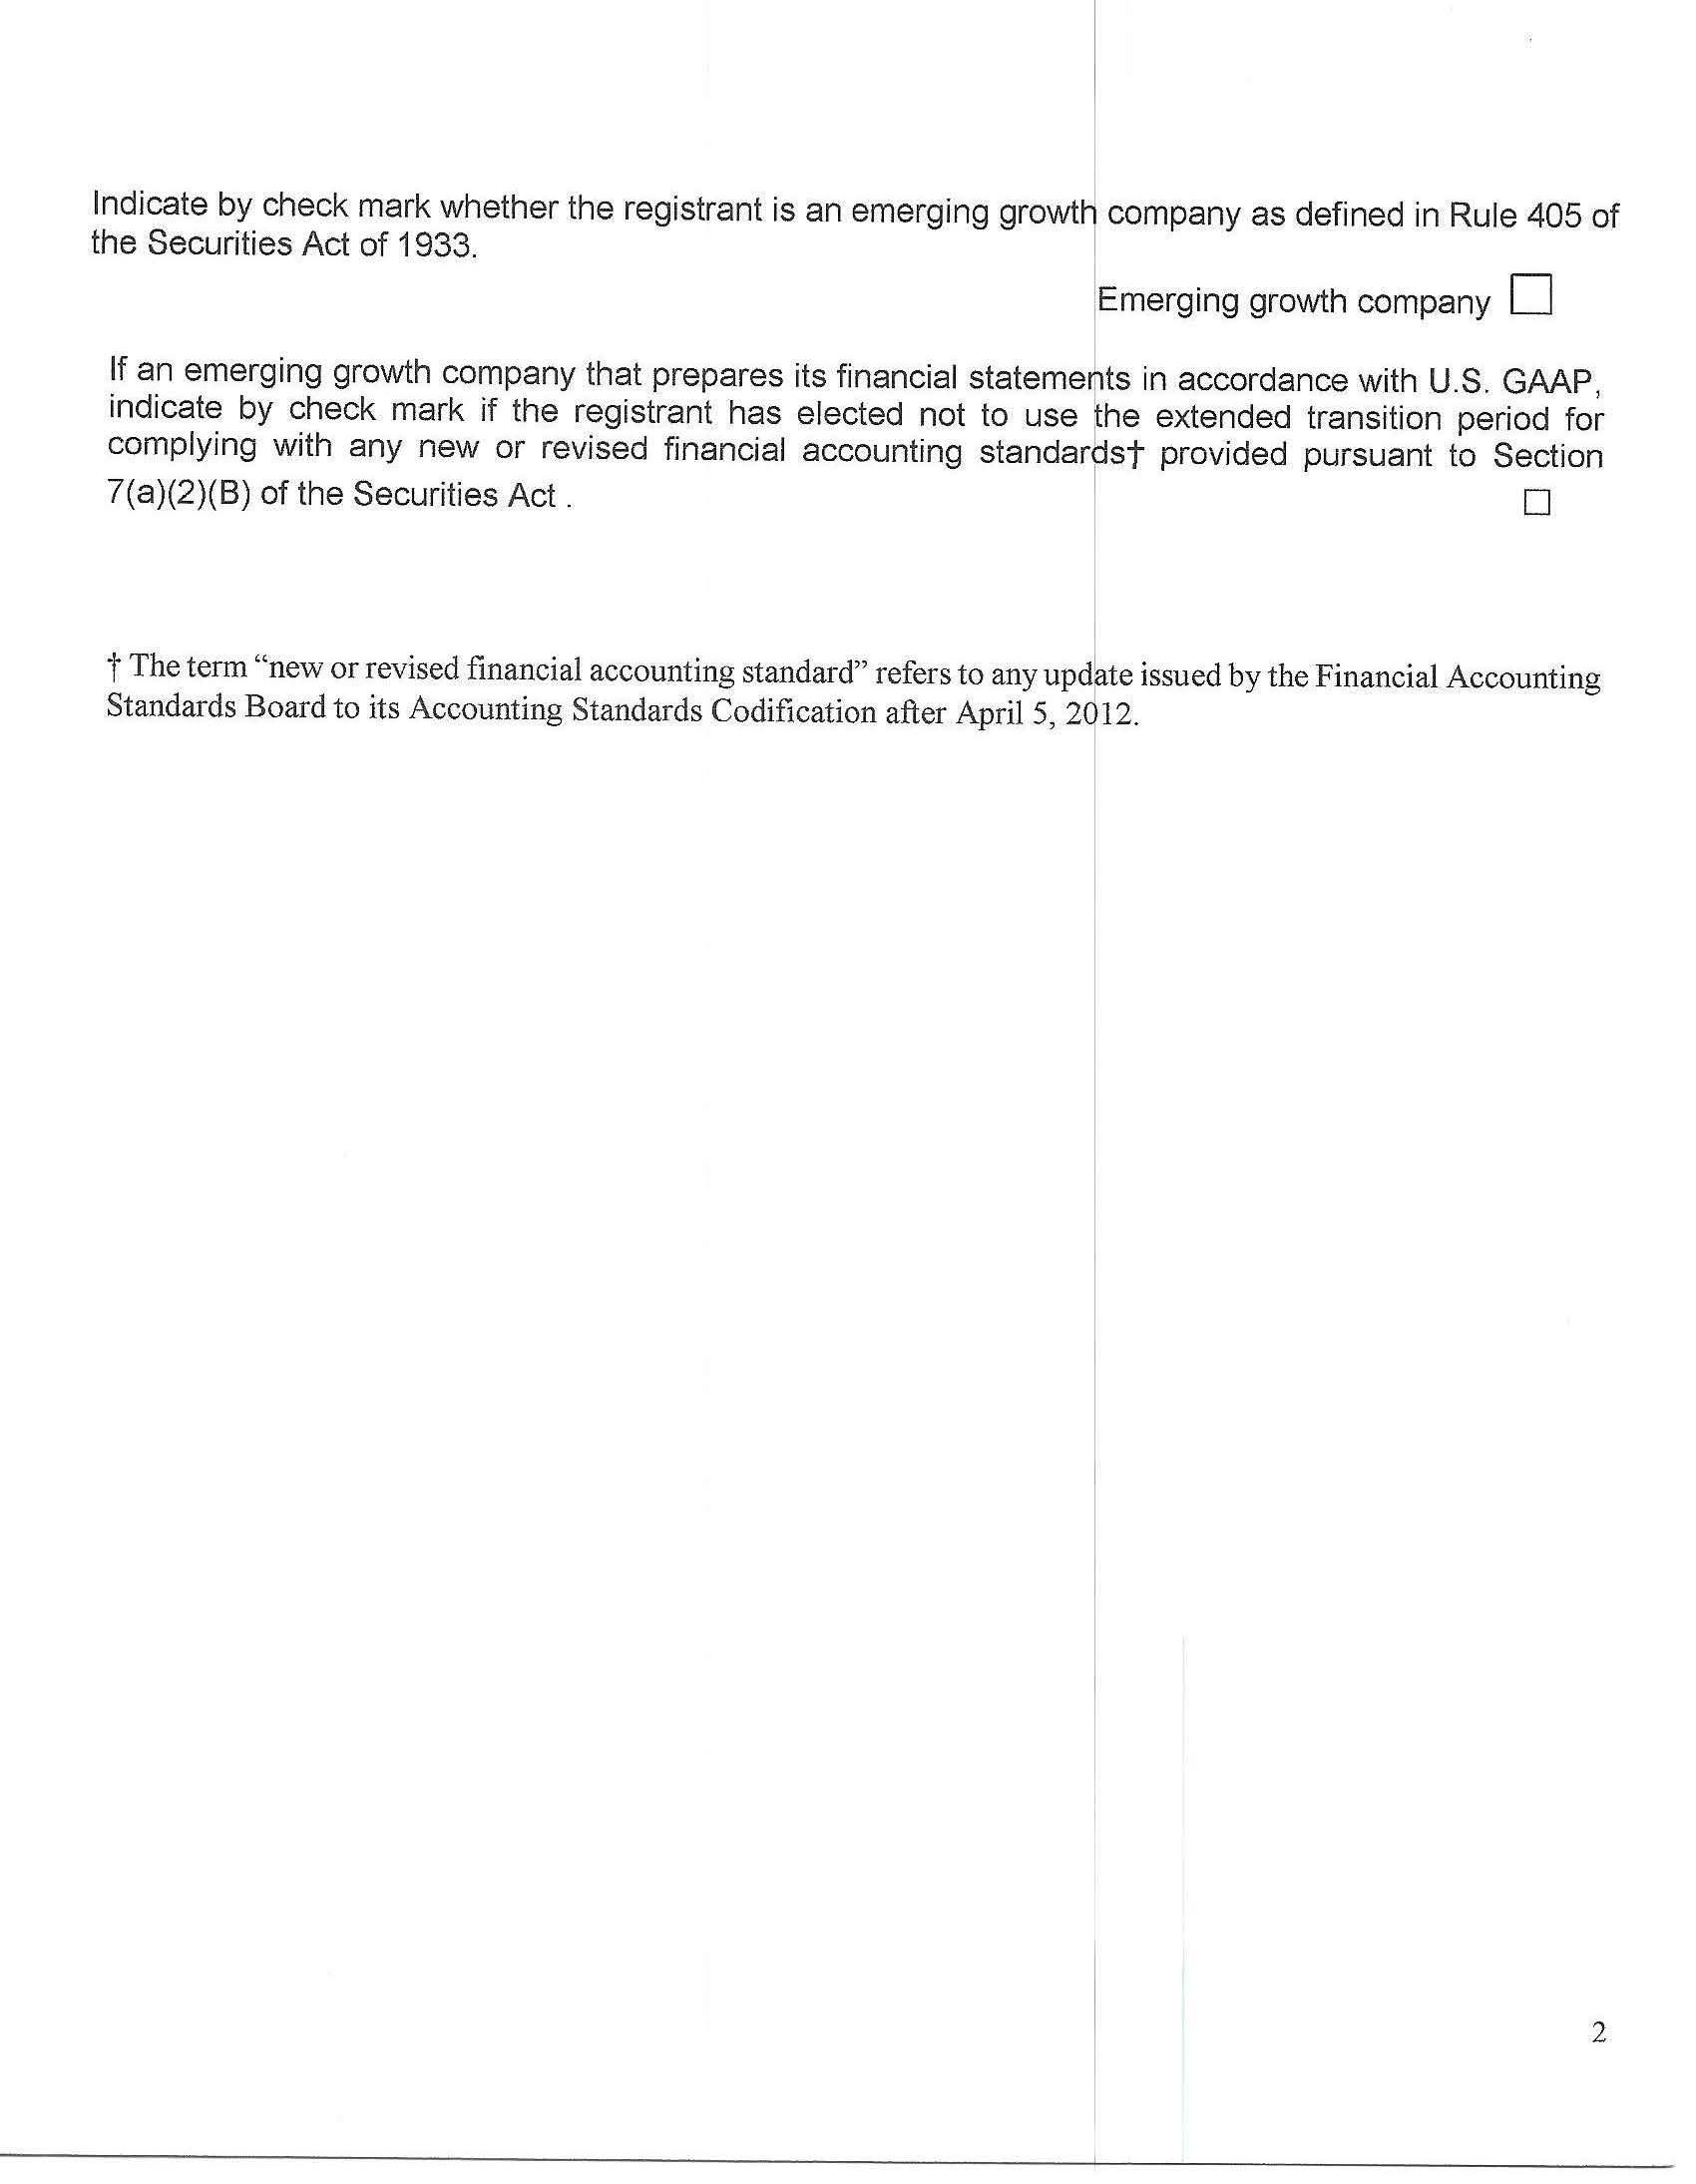 Indicate by check mark whether the registrant is an emerging growth company as defined in Rule 405 of
the Securities Act of 1933.
Emerging growth company ☐
If an emerging growth company that prepares its financial statements in accordance with U.S. GAAP,
indicate by check mark if the registrant has elected not to use the extended transition period for
complying with any new or revised financial accounting standards† provided pursuant to Section
7(a)(2)(B) of the Securities Act . ☐
† The term “new or revised financial accounting standard” refers to any update issued by the Financial Accounting
Standards Board to its Accounting Standards Codification after April 5, 2012.
2